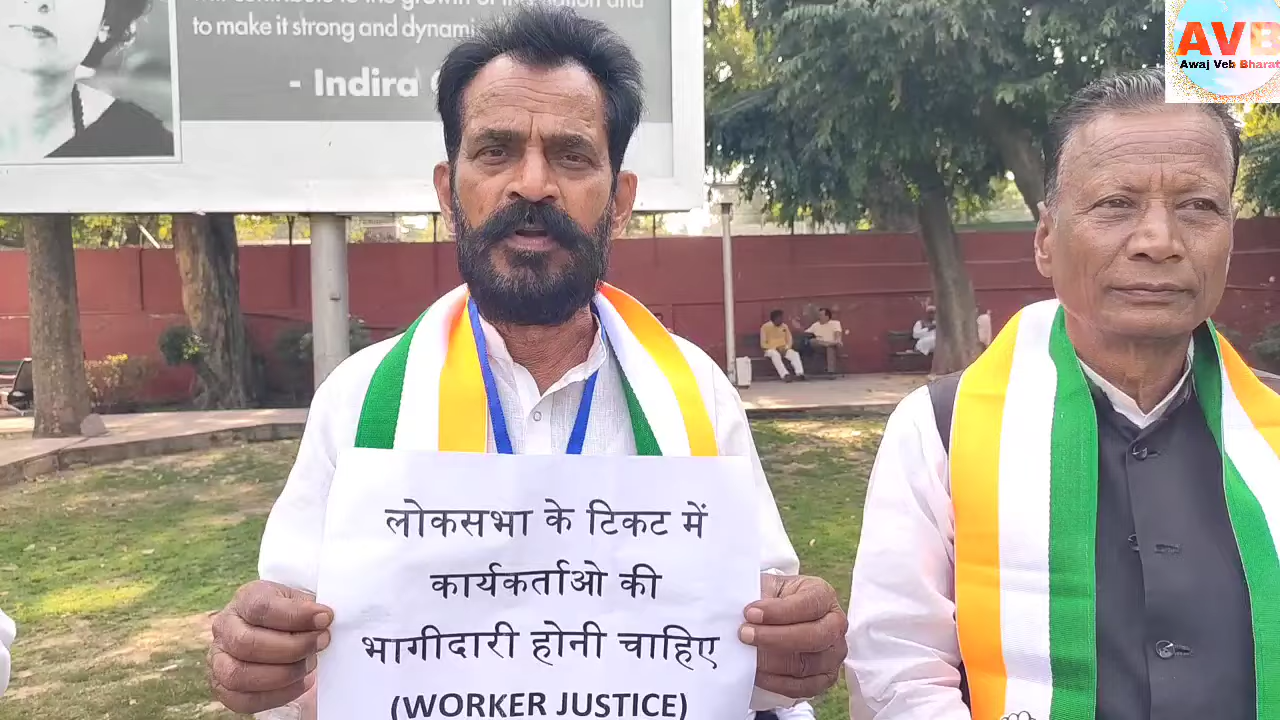 to make it strong and dynami
- Indira
AVB
Awaj Veb Bharat
लोकसभा के टिकट में
कार्यकर्ताओ की
भागीदारी होनी चाहिए
(WORKER JUSTICE)